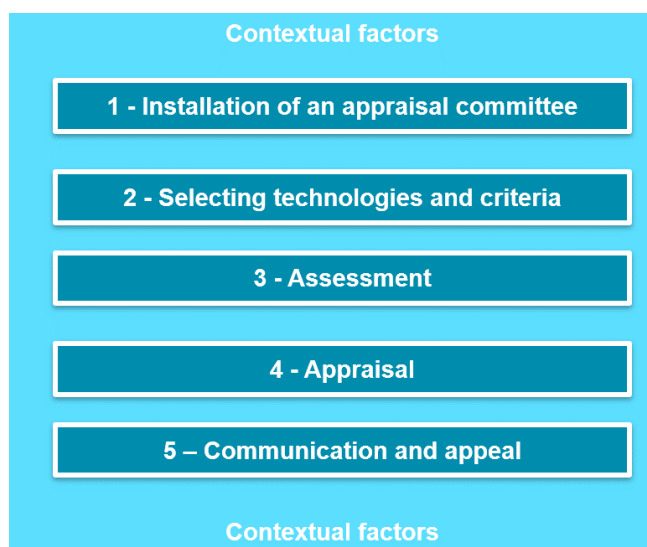 Contextual factors
1 - Installation of an appraisal committee
2 - Selecting technologies and criteria
3 - Assessment
4 - Appraisal
5 – Communication and appeal
Contextual factors